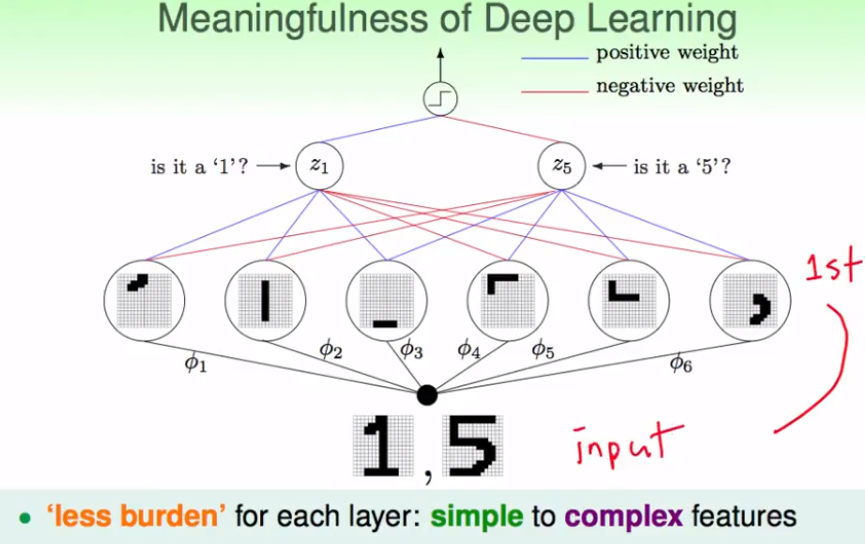 Meaningfulness of Deep Learning
positive weight
negative weight
is it a ‘1’?
z1
z5
is it a ‘5’?
1st
ϕ1
ϕ2
ϕ3
ϕ4
ϕ5
ϕ6
1 , 5
input
• ‘less burden’ for each layer: simple to complex features